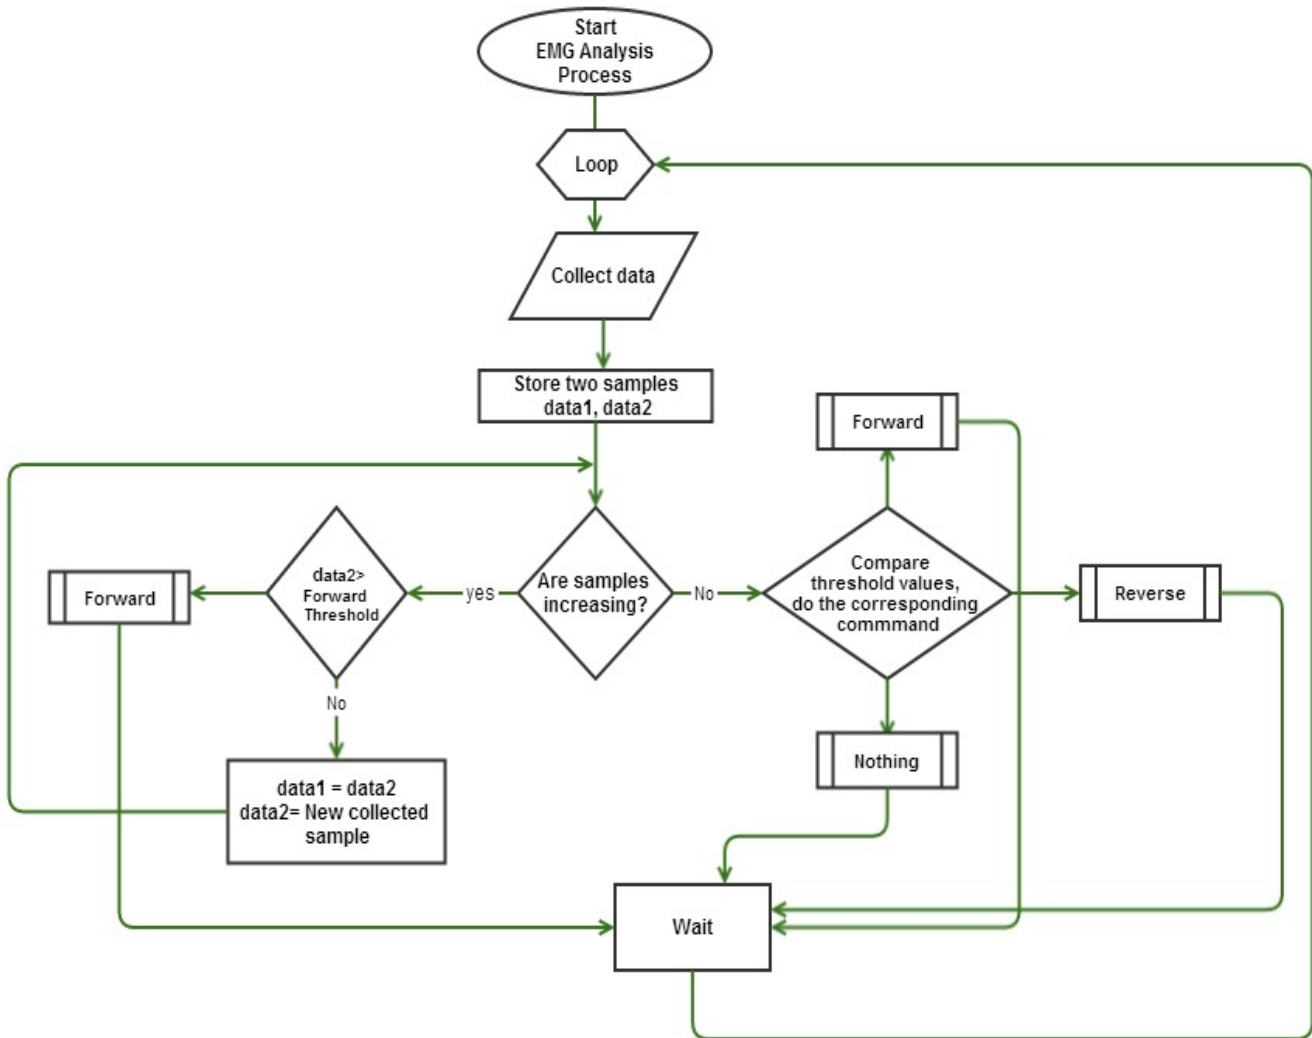 Start
EMG Analysis
Process
Loop
Collect data
Store two samples
data1, data2
Forward
Forward
data2>
Forward
Threshold
yes
Are samples
increasing?
No
Compare
threshold values,
do the corresponding
commmand
Reverse
No
Nothing
data1 = data2
data2= New collected
sample
Wait